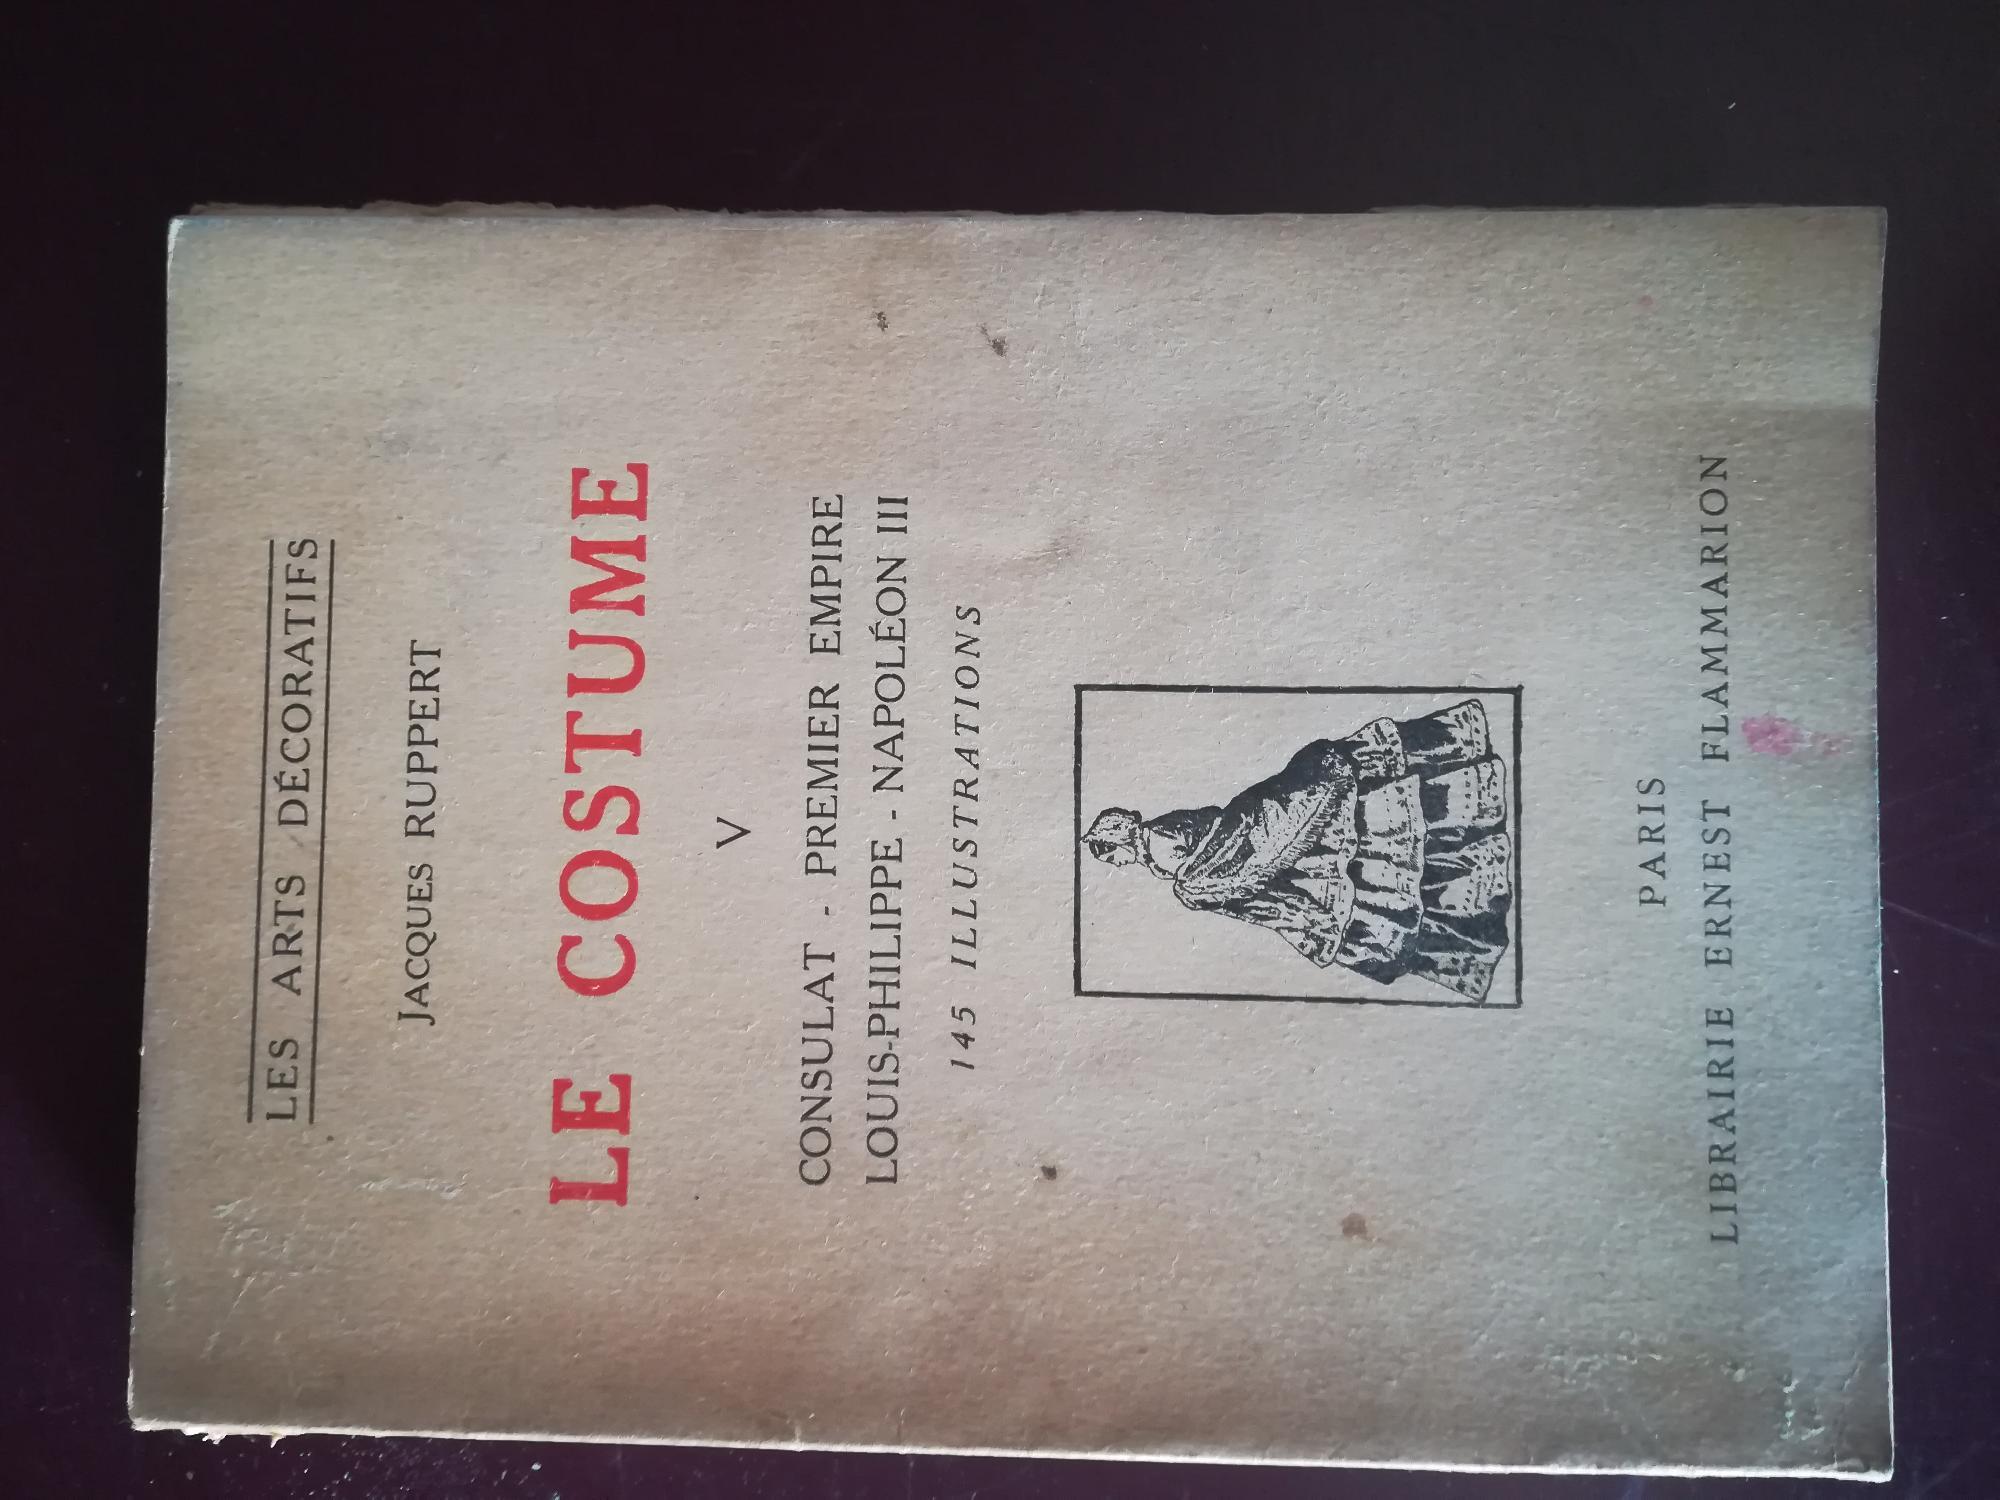 LES ARTS DÉCORATIFS
JACQUES RUPPERT
LE COSTUME
V
CONSULAT - PREMIER EMPIRE
LOUIS-PHILIPPE - NAPOLÉON III
145 ILLUSTRATIONS
PARIS
LIBRAIRIE ERNEST FLAMMARION